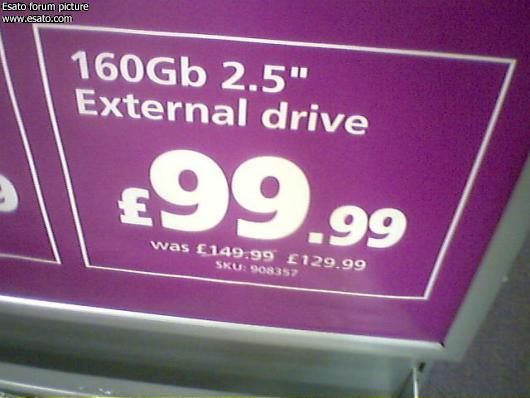 Esato forum picture
www.esato.com
160Gb 2.5"
External drive
£99.99
was £149.99 £129.99
SKU: 908357
9